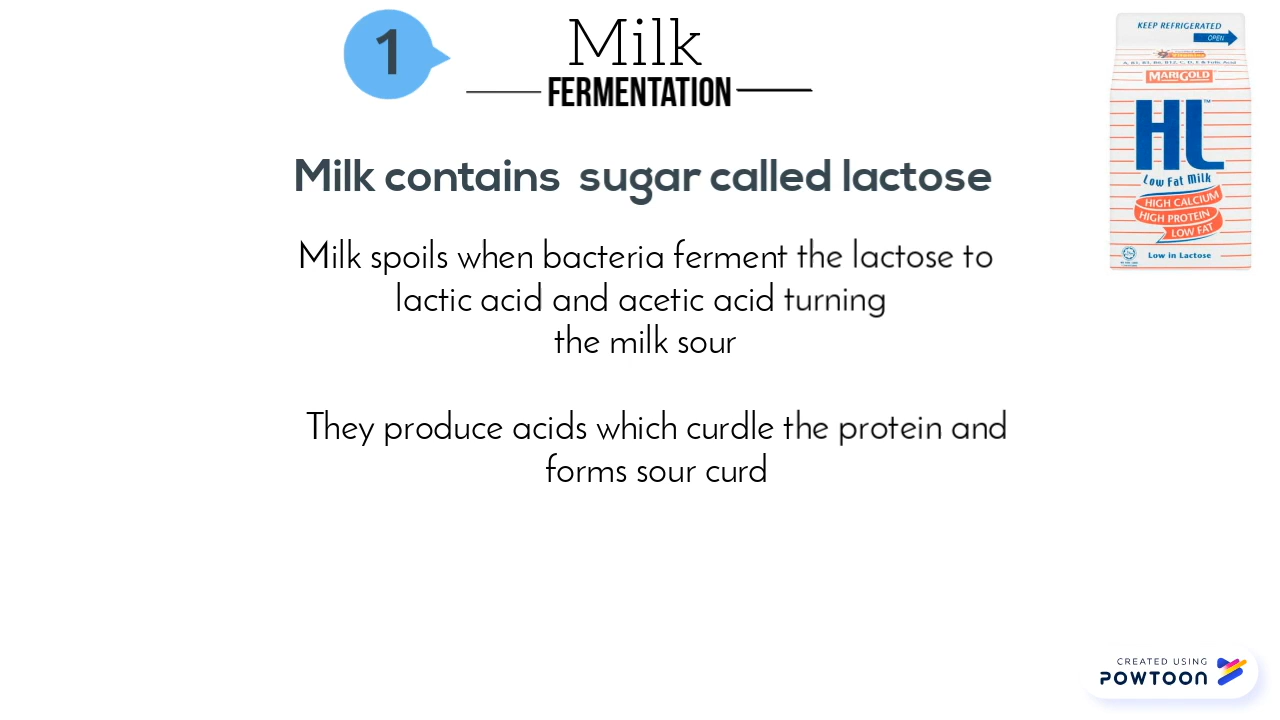 1
Milk
FERMENTATION
Milk contains sugar called lactose
Milk spoils when bacteria ferment the lactose to
lactic acid and acetic acid turning
the milk sour
They produce acids which curdle the protein and
forms sour curd
KEEP REFRIGERATED
OPEN
MARIGOLD
HL™
Low Fat Milk
HIGH CALCIUM
HIGH PROTEIN
LOW FAT
Low in Lactose
CREATED USING
POWTOON